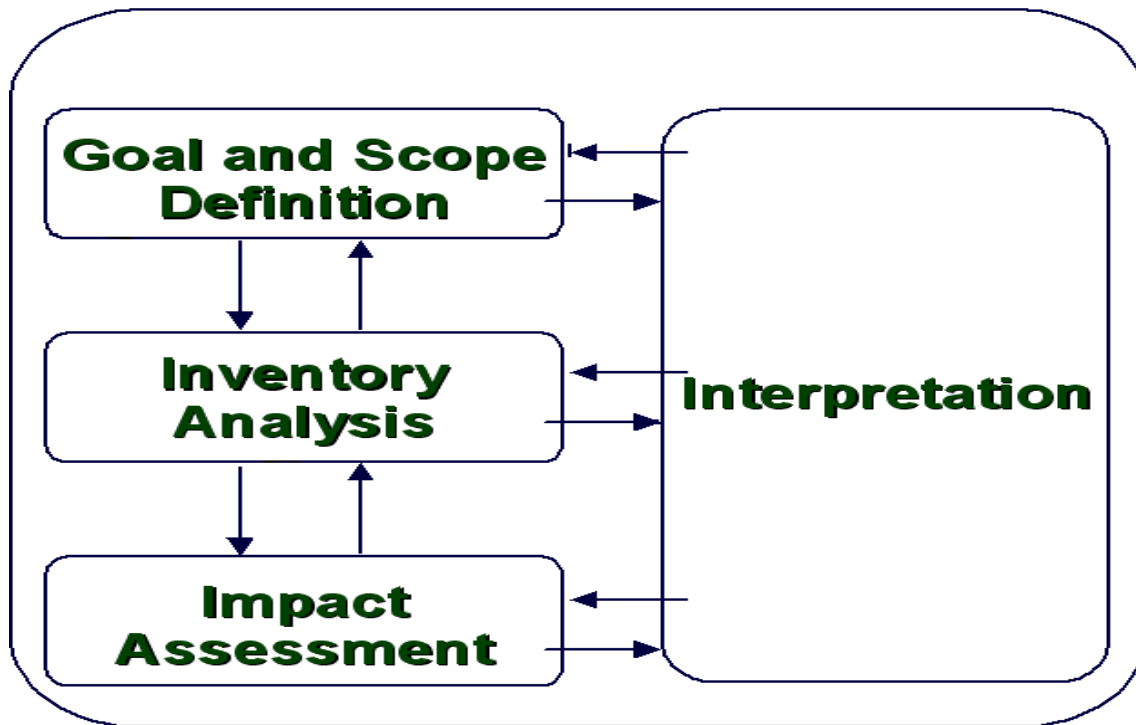 Goal and Scope
Definition
Inventory
Analysis
Interpretation
Impact
Assessment